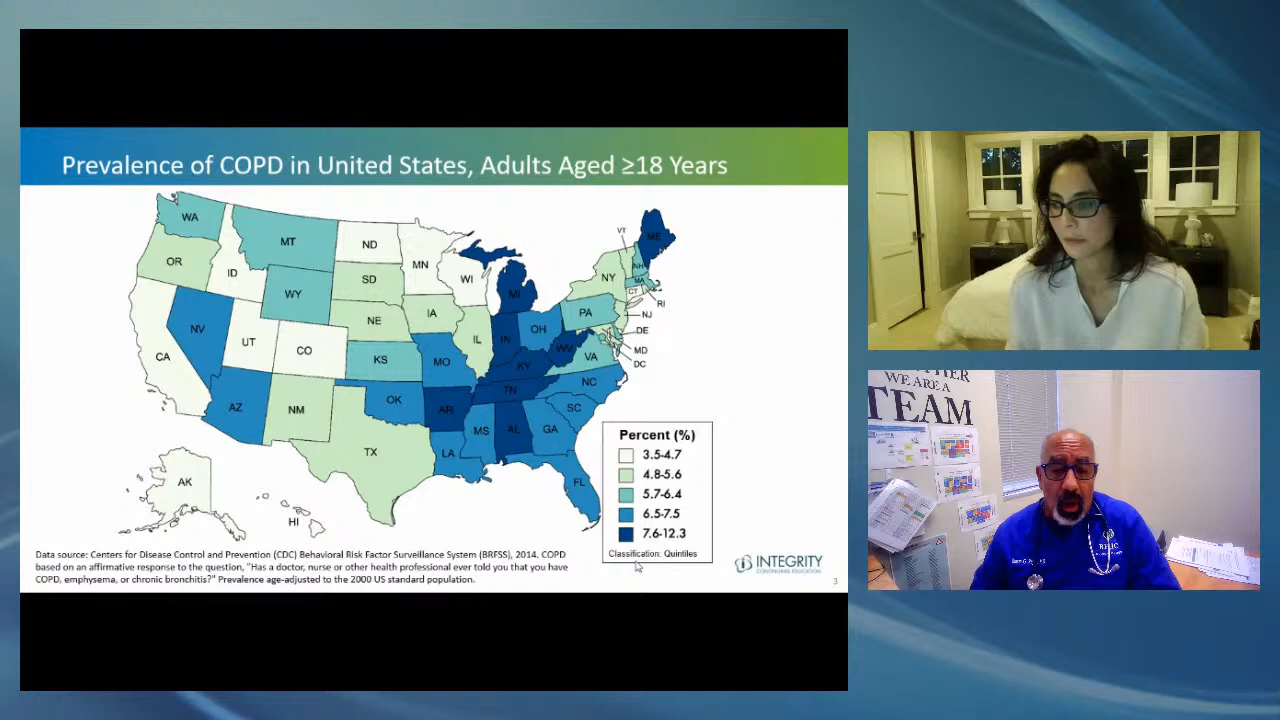 Prevalence of COPD in United States, Adults Aged ≥18 Years
WA
MT
ND
MN
OR
ID
SD
WI
WY
NE
IA
NV
UT
CO
CA
KS
MO
IL
IN
MI
OH
KY
WV
PA
NY
VT
ME
NH
MA
CT
RI
NJ
DE
MD
DC
VA
NC
TN
SC
AZ
NM
OK
AR
TX
LA
MS
AL
GA
FL
AK
HI
Percent (%)
3.5-4.7
4.8-5.6
5.7-6.4
6.5-7.5
7.6-12.3
Classification: Quintiles
Data source: Centers for Disease Control and Prevention (CDC) Behavioral Risk Factor Surveillance System (BRFSS), 2014. COPD
based on an affirmative response to the question, "Has a doctor, nurse or other health professional ever told you that you have
COPD, emphysema, or chronic bronchitis?" Prevalence age-adjusted to the 2000 US standard population.
INTEGRITY
CONTINUING EDUCATION
3
WE ARE A
TEAM